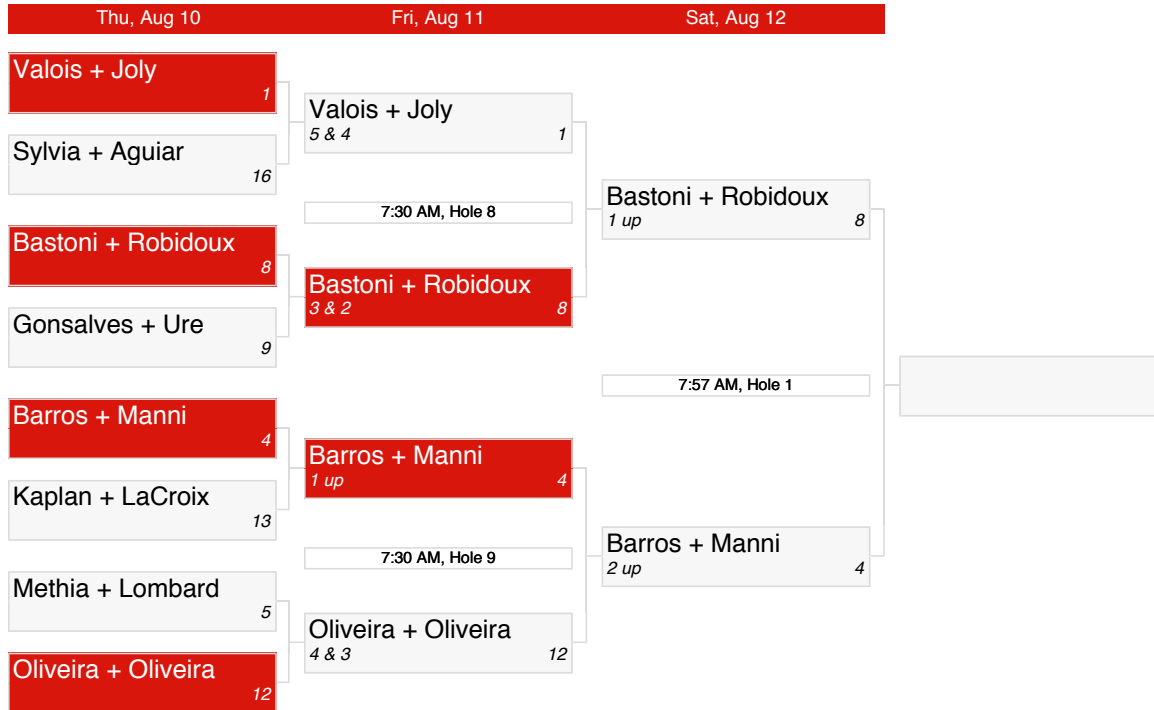 Thu, Aug 10
Fri, Aug 11
Sat, Aug 12
Valois + Joly
1
Sylvia + Aguiar
16
Bastoni + Robidoux
8
Gonsalves + Ure
9
Barros + Manni
4
Kaplan + LaCroix
13
Methia + Lombard
5
Oliveira + Oliveira
12
Valois + Joly
5 & 4 1
7:30 AM, Hole 8
Bastoni + Robidoux
3 & 2 8
Barros + Manni
1 up 4
7:30 AM, Hole 9
Oliveira + Oliveira
4 & 3 12
Bastoni + Robidoux
1 up 8
7:57 AM, Hole 1
Barros + Manni
2 up 4